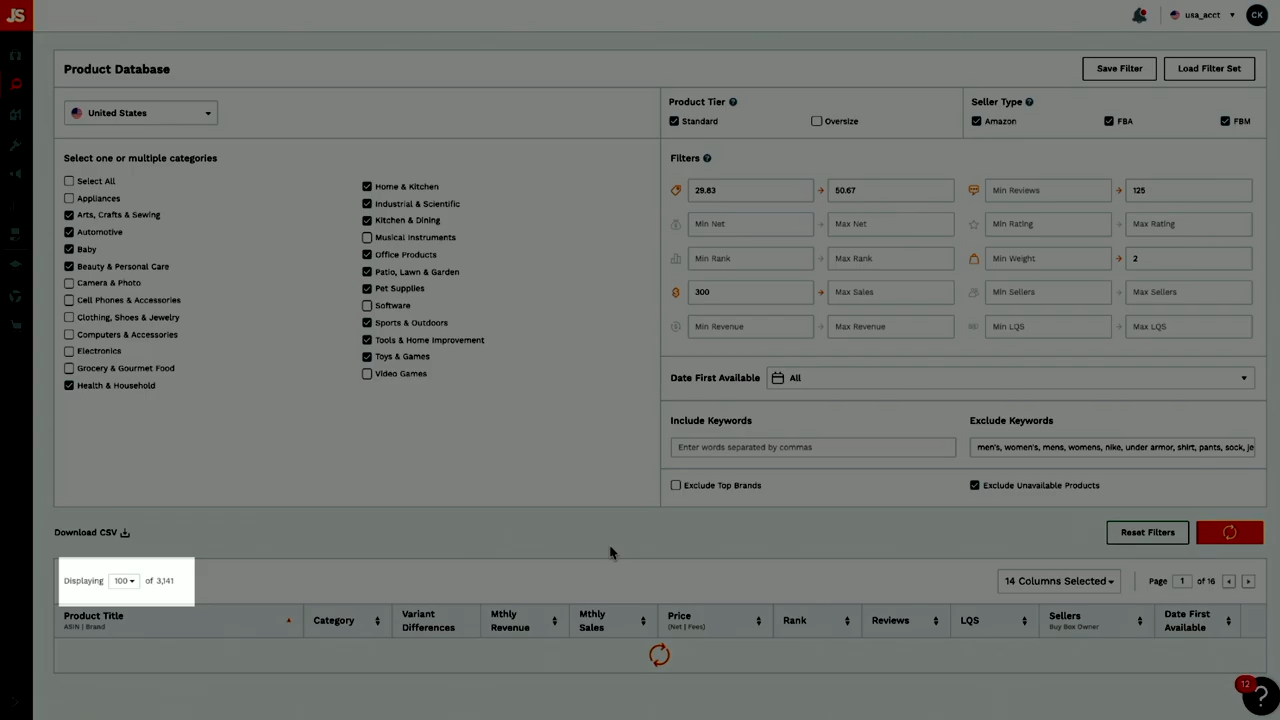 JS
usa_acct
CK
Product Database
Save Filter
Load Filter Set
United States
Product Tier
Standard
Oversize
Seller Type
Amazon
FBA
FBM
Select one or multiple categories
Select All
Appliances
Arts, Crafts & Sewing
Automotive
Baby
Beauty & Personal Care
Camera & Photo
Cell Phones & Accessories
Clothing, Shoes & Jewelry
Computers & Accessories
Electronics
Grocery & Gourmet Food
Health & Household
Home & Kitchen
Industrial & Scientific
Kitchen & Dining
Musical Instruments
Office Products
Patio, Lawn & Garden
Pet Supplies
Software
Sports & Outdoors
Tools & Home Improvement
Toys & Games
Video Games
Filters
29.83 50.67 Min Reviews 125
Min Net Max Net Min Rating Max Rating
Min Rank Max Rank Min Weight 2
300 Max Sales Min Sellers Max Sellers
Min Revenue Max Revenue Min LQS Max LQS
Date First Available All
Include Keywords
Enter words separated by commas
Exclude Keywords
men's, women's, mens, womens, nike, under armor, shirt, pants, sock, je
Exclude Top Brands
Exclude Unavailable Products
Download CSV
Reset Filters
Displaying 100 of 3,141
14 Columns Selected
Page 1 of 16
Product Title
ASIN | Brand
Category
Variant
Differences
Mthly
Revenue
Mthly
Sales
Price
(Net | Fees)
Rank
Reviews
LQS
Sellers
Buy Box Owner
Date First
Available
12
?